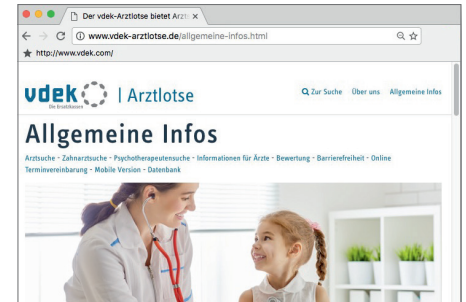 Der vdek-Arztlotse bietet Arzt
www.vdek-arztlotse.de/allgemeine-infos.html
http://www.vdek.com/
vdek | Arztlotse
Die Ersatzkassen
Zur Suche Über uns Allgemeine Infos
Allgemeine Infos
Arztsuche - Zahnarztsuche - Psychotherapeutensuche - Informationen für Ärzte - Bewertung - Barrierefreiheit - Online
Terminvereinbarung - Mobile Version - Datenbank